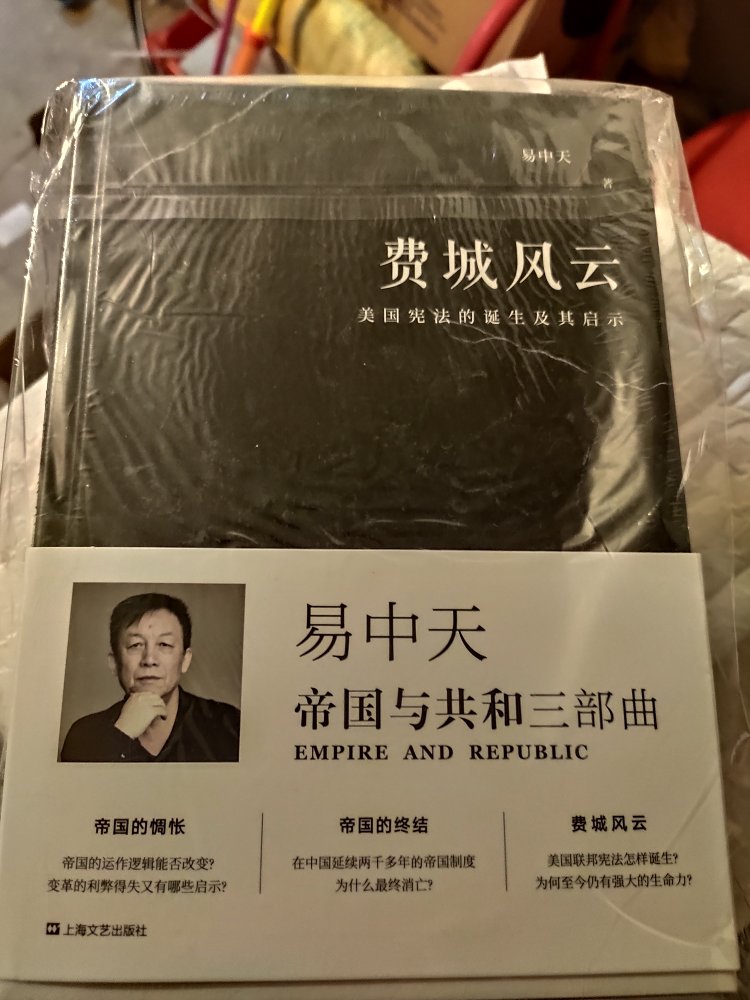 易中天
著
费城风云
美国宪法的诞生及其启示
易中天
帝国与共和三部曲
EMPIRE AND REPUBLIC
帝国的惆怅
帝国的运作逻辑能否改变?
变革的利弊得失又有哪些启示?
帝国的终结
在中国延续两千多年的帝国制度
为什么最终消亡?
费城风云
美国联邦宪法怎样诞生?
为何至今仍有强大的生命力?
上海文艺出版社